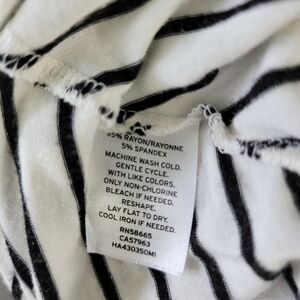 95% RAYON/RAYONNE
5% SPANDEX
MACHINE WASH COLD.
GENTLE CYCLE.
WITH LIKE COLORS.
ONLY NON-CHLORINE
BLEACH IF NEEDED.
RESHAPE.
LAY FLAT TO DRY.
COOL IRON IF NEEDED.
RN58665
CA57963
HA430350MI